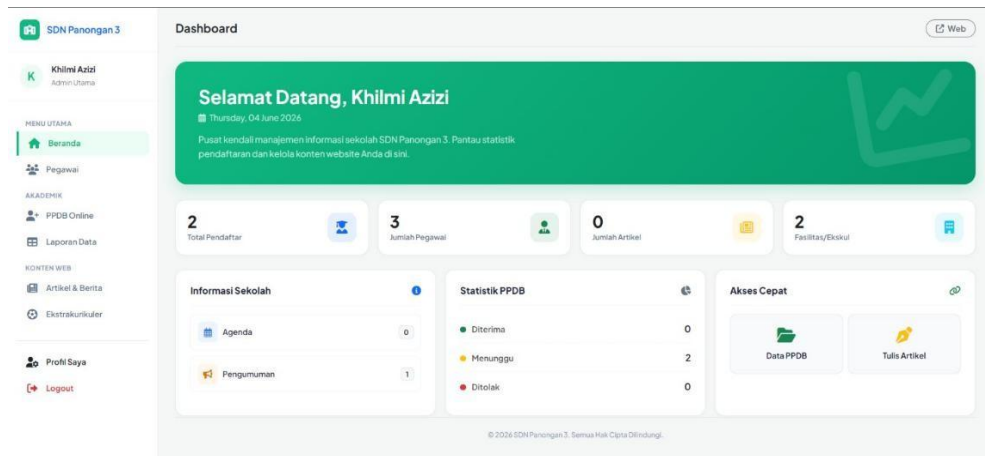 SDN Panongan 3
Dashboard
Web
K
Khilmi Azizi
Admin Utama
MENU UTAMA
Beranda
Pegawai
AKADEMIK
PPDB Online
Laporan Data
KONTEN WEB
Artikel & Berita
Ekstrakurikuler
Profil Saya
Logout
Selamat Datang, Khilmi Azizi
Thursday, 04 June 2026
Pusat kendali manajemen informasi sekolah SDN Panongan 3. Pantau statistik
pendaftaran dan kelola konten website Anda di sini.
2
Total Pendaftar
3
Jumlah Pegawai
0
Jumlah Artikel
2
Fasilitas/Ekskul
Informasi Sekolah
Agenda 0
Pengumuman 1
Statistik PPDB
Diterima 0
Menunggu 2
Ditolak 0
Akses Cepat
Data PPDB
Tulis Artikel
© 2026 SDN Panongan 3. Semua Hak Cipta Dilindungi.